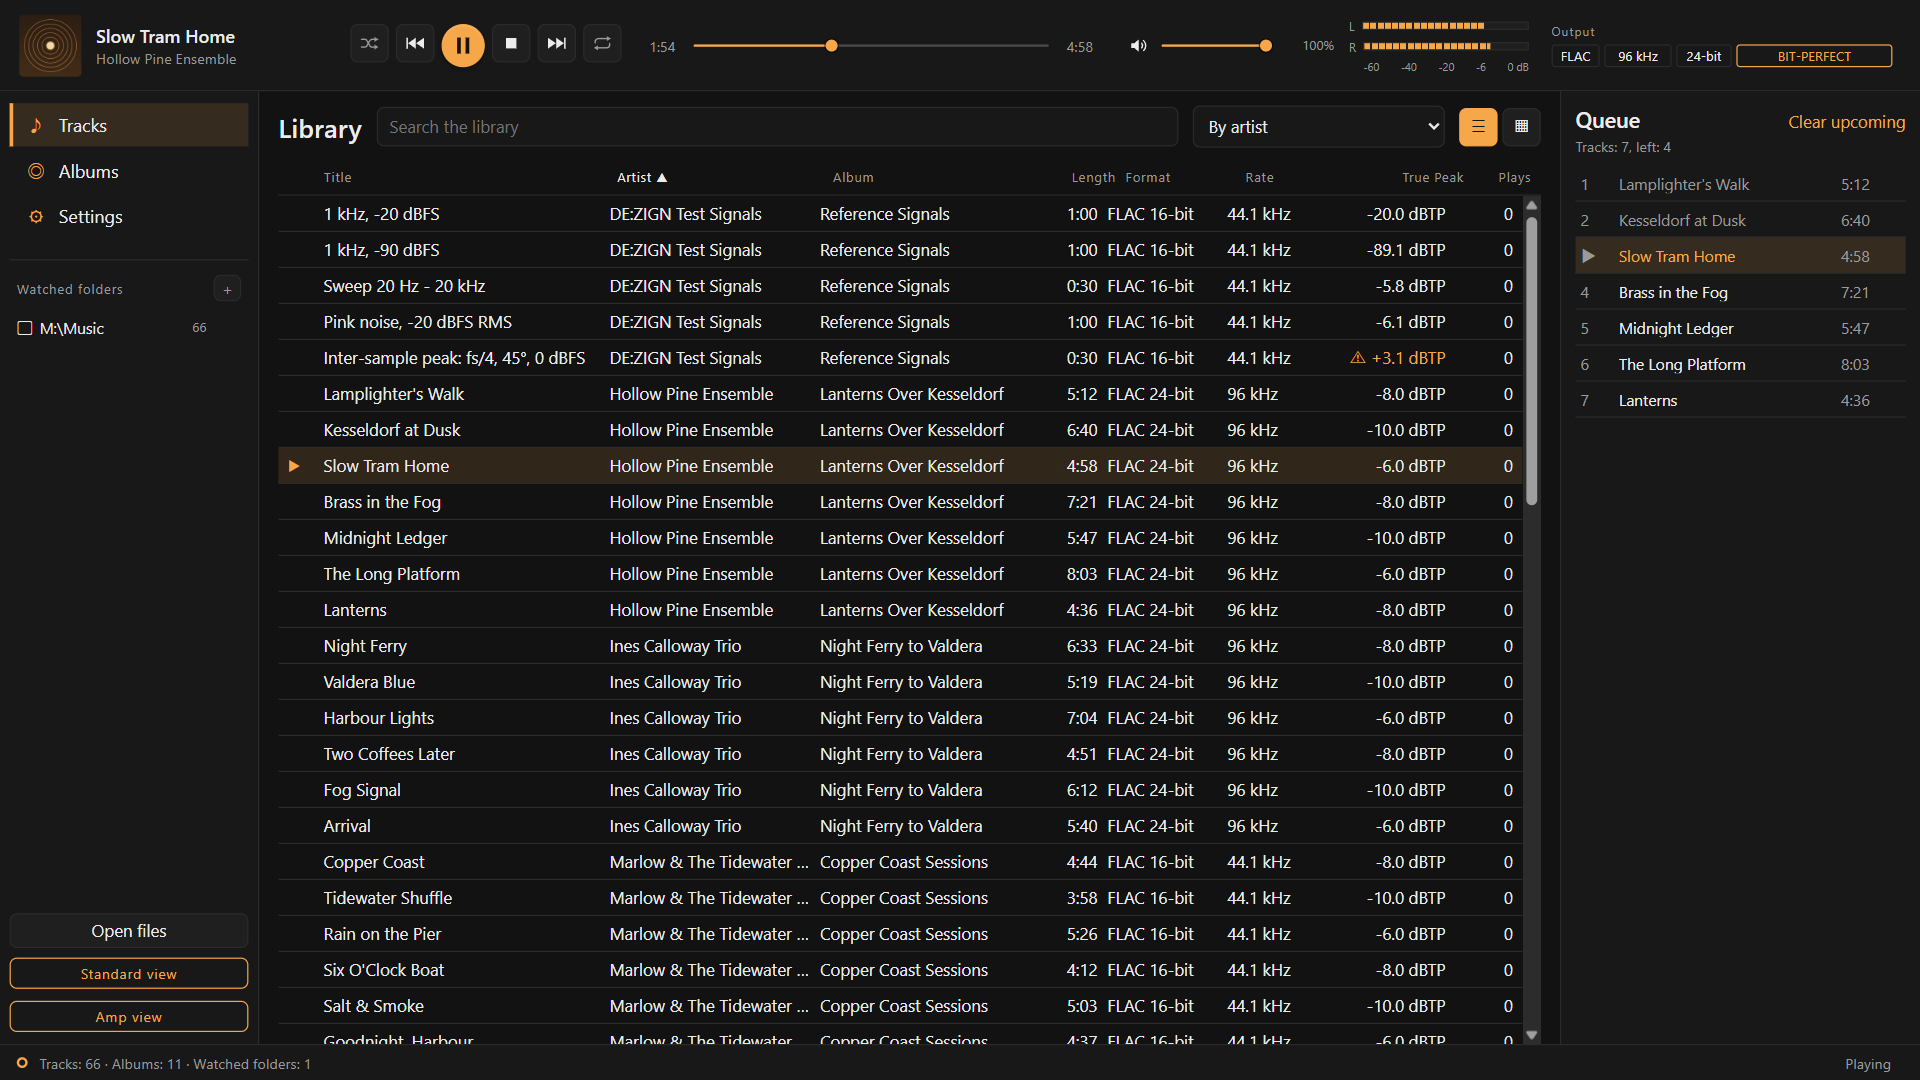 Slow Tram Home
Hollow Pine Ensemble
1:54
4:58
100%
L
R
-60 -40 -20 -6 0 dB
Output
FLAC 96 kHz 24-bit BIT-PERFECT
Tracks
Albums
Settings
Watched folders +
M:\Music 66
Open files
Standard view
Amp view
Library
Search the library
By artist
Title Artist ▲ Album Length Format Rate True Peak Plays
1 kHz, -20 dBFS DE:ZIGN Test Signals Reference Signals 1:00 FLAC 16-bit 44.1 kHz -20.0 dBTP 0
1 kHz, -90 dBFS DE:ZIGN Test Signals Reference Signals 1:00 FLAC 16-bit 44.1 kHz -89.1 dBTP 0
Sweep 20 Hz - 20 kHz DE:ZIGN Test Signals Reference Signals 0:30 FLAC 16-bit 44.1 kHz -5.8 dBTP 0
Pink noise, -20 dBFS RMS DE:ZIGN Test Signals Reference Signals 1:00 FLAC 16-bit 44.1 kHz -6.1 dBTP 0
Inter-sample peak: fs/4, 45°, 0 dBFS DE:ZIGN Test Signals Reference Signals 0:30 FLAC 16-bit 44.1 kHz ⚠ +3.1 dBTP 0
Lamplighter's Walk Hollow Pine Ensemble Lanterns Over Kesseldorf 5:12 FLAC 24-bit 96 kHz -8.0 dBTP 0
Kesseldorf at Dusk Hollow Pine Ensemble Lanterns Over Kesseldorf 6:40 FLAC 24-bit 96 kHz -10.0 dBTP 0
Slow Tram Home Hollow Pine Ensemble Lanterns Over Kesseldorf 4:58 FLAC 24-bit 96 kHz -6.0 dBTP 0
Brass in the Fog Hollow Pine Ensemble Lanterns Over Kesseldorf 7:21 FLAC 24-bit 96 kHz -8.0 dBTP 0
Midnight Ledger Hollow Pine Ensemble Lanterns Over Kesseldorf 5:47 FLAC 24-bit 96 kHz -10.0 dBTP 0
The Long Platform Hollow Pine Ensemble Lanterns Over Kesseldorf 8:03 FLAC 24-bit 96 kHz -6.0 dBTP 0
Lanterns Hollow Pine Ensemble Lanterns Over Kesseldorf 4:36 FLAC 24-bit 96 kHz -8.0 dBTP 0
Night Ferry Ines Calloway Trio Night Ferry to Valdera 6:33 FLAC 24-bit 96 kHz -8.0 dBTP 0
Valdera Blue Ines Calloway Trio Night Ferry to Valdera 5:19 FLAC 24-bit 96 kHz -10.0 dBTP 0
Harbour Lights Ines Calloway Trio Night Ferry to Valdera 7:04 FLAC 24-bit 96 kHz -6.0 dBTP 0
Two Coffees Later Ines Calloway Trio Night Ferry to Valdera 4:51 FLAC 24-bit 96 kHz -8.0 dBTP 0
Fog Signal Ines Calloway Trio Night Ferry to Valdera 6:12 FLAC 24-bit 96 kHz -10.0 dBTP 0
Arrival Ines Calloway Trio Night Ferry to Valdera 5:40 FLAC 24-bit 96 kHz -6.0 dBTP 0
Copper Coast Marlow & The Tidewater ... Copper Coast Sessions 4:44 FLAC 16-bit 44.1 kHz -8.0 dBTP 0
Tidewater Shuffle Marlow & The Tidewater ... Copper Coast Sessions 3:58 FLAC 16-bit 44.1 kHz -10.0 dBTP 0
Rain on the Pier Marlow & The Tidewater ... Copper Coast Sessions 5:26 FLAC 16-bit 44.1 kHz -6.0 dBTP 0
Six O'Clock Boat Marlow & The Tidewater ... Copper Coast Sessions 4:12 FLAC 16-bit 44.1 kHz -8.0 dBTP 0
Salt & Smoke Marlow & The Tidewater ... Copper Coast Sessions 5:03 FLAC 16-bit 44.1 kHz -10.0 dBTP 0
Goodnight, Harbour Marlow & The Tidewater ... Copper Coast Sessions 4:37 FLAC 16-bit 44.1 kHz -6.0 dBTP 0
Queue Clear upcoming
Tracks: 7, left: 4
1 Lamplighter's Walk 5:12
2 Kesseldorf at Dusk 6:40
Slow Tram Home 4:58
4 Brass in the Fog 7:21
5 Midnight Ledger 5:47
6 The Long Platform 8:03
7 Lanterns 4:36
Tracks: 66 · Albums: 11 · Watched folders: 1
Playing